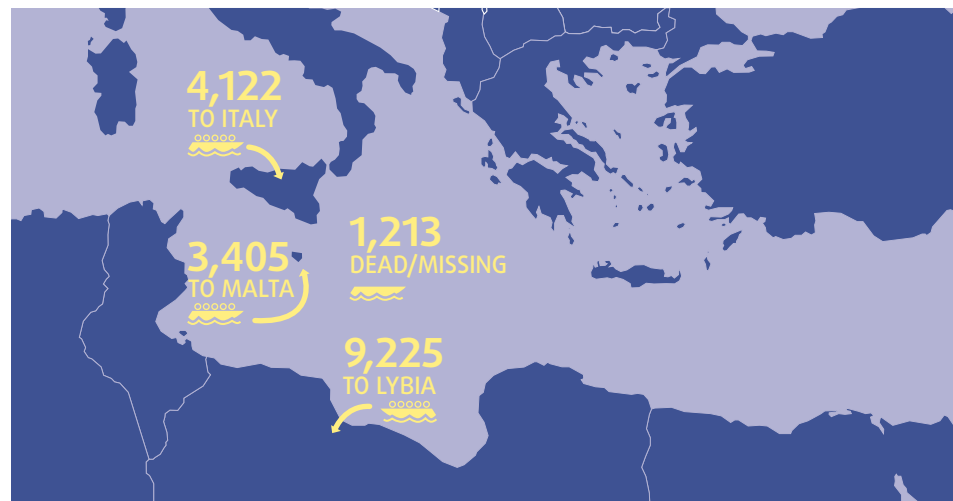 4,122
TO ITALY
3,405
TO MALTA
1,213
DEAD/MISSING
9,225
TO LYBIA